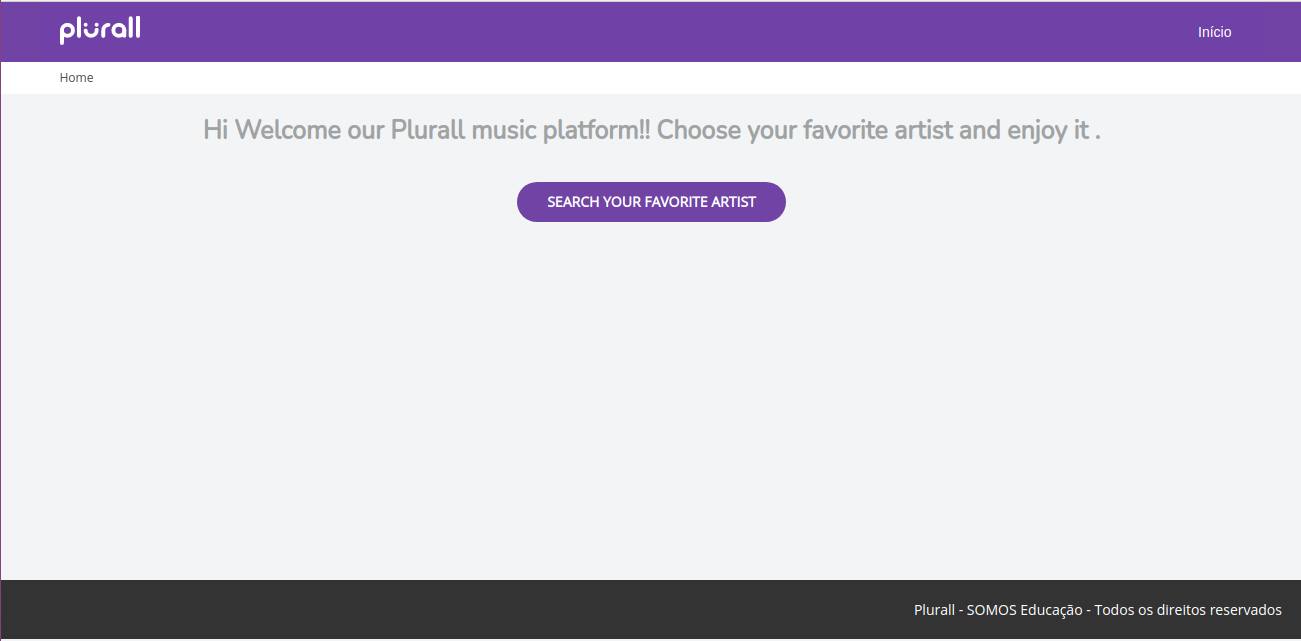 plurall
Início
Home
Hi Welcome our Plurall music platform!! Choose your favorite artist and enjoy it .
SEARCH YOUR FAVORITE ARTIST
Plurall - SOMOS Educação - Todos os direitos reservados